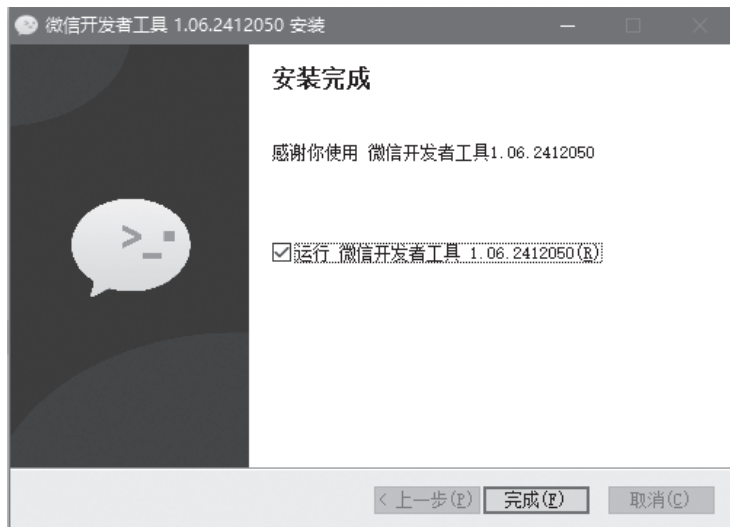 微信开发者工具 1.06.2412050 安装
安装完成
感谢你使用 微信开发者工具1.06.2412050
>_
运行 微信开发者工具 1.06.2412050(R)
< 上一步(P) 完成(F) 取消(C)